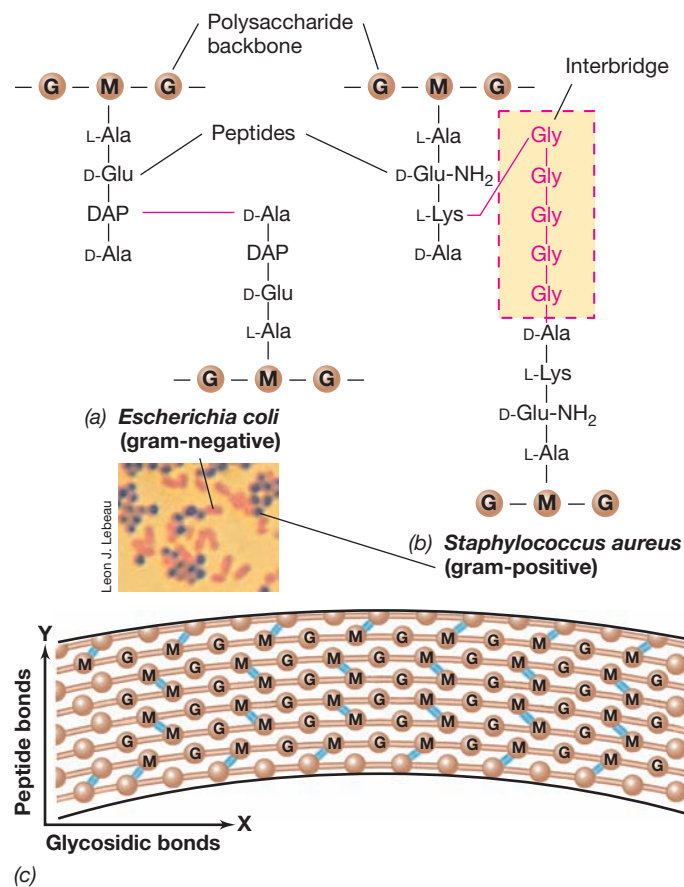 Polysaccharide
backbone
Interbridge
— G — M — G —
— G — M — G —
L-Ala
Peptides
L-Ala
Gly
D-Glu
D-Glu-NH2
Gly
DAP
D-Ala
L-Lys
Gly
D-Ala
DAP
D-Ala
Gly
D-Glu
Gly
L-Ala
D-Ala
— G — M — G —
L-Lys
(a) Escherichia coli
(gram-negative)
D-Glu-NH2
L-Ala
G — M — G
Leon J. Lebeau
(b) Staphylococcus aureus
(gram-positive)
Y
Peptide bonds
M G M G M G M G M G M
G M G M G M G M G M G
M G M G M G M G M G M
G M G M G M G M G M G
Glycosidic bonds
X
(c)